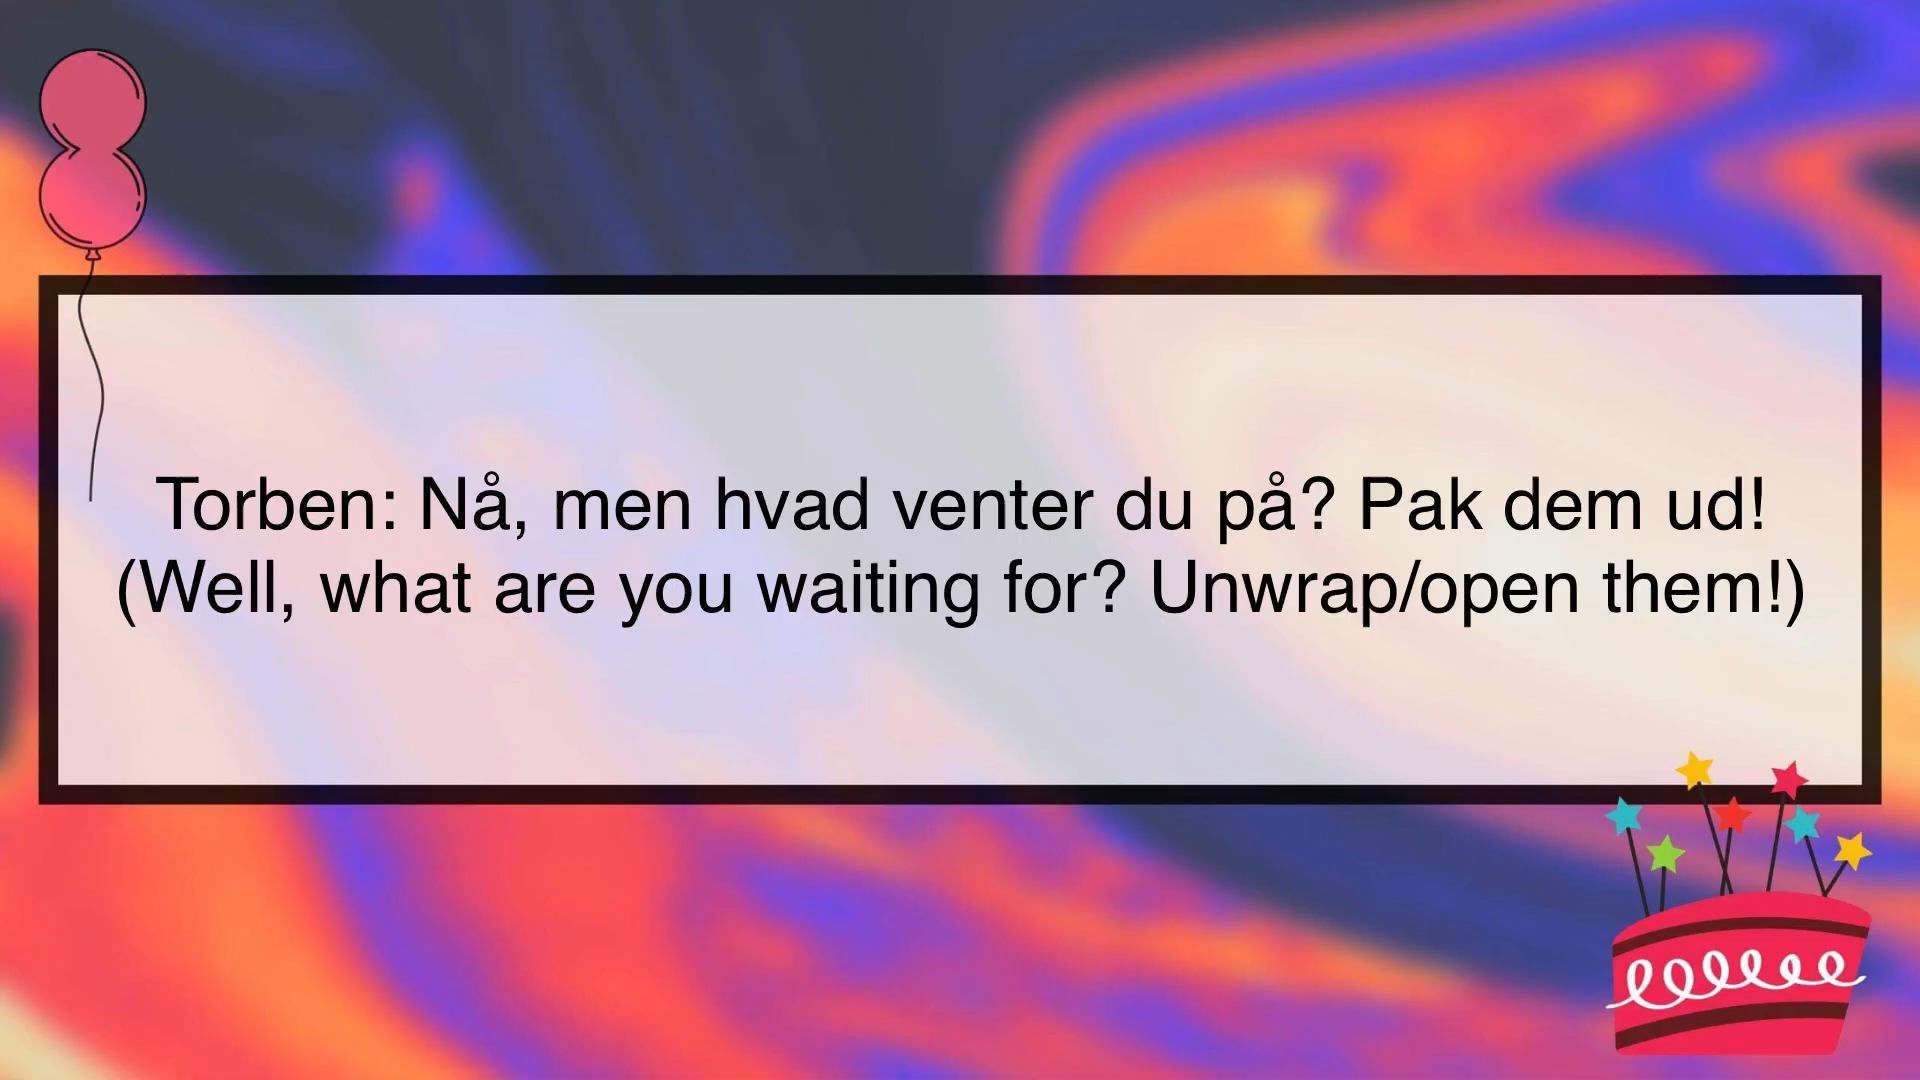 Torben: Nå, men hvad venter du på? Pak dem ud!
(Well, what are you waiting for? Unwrap/open them!)